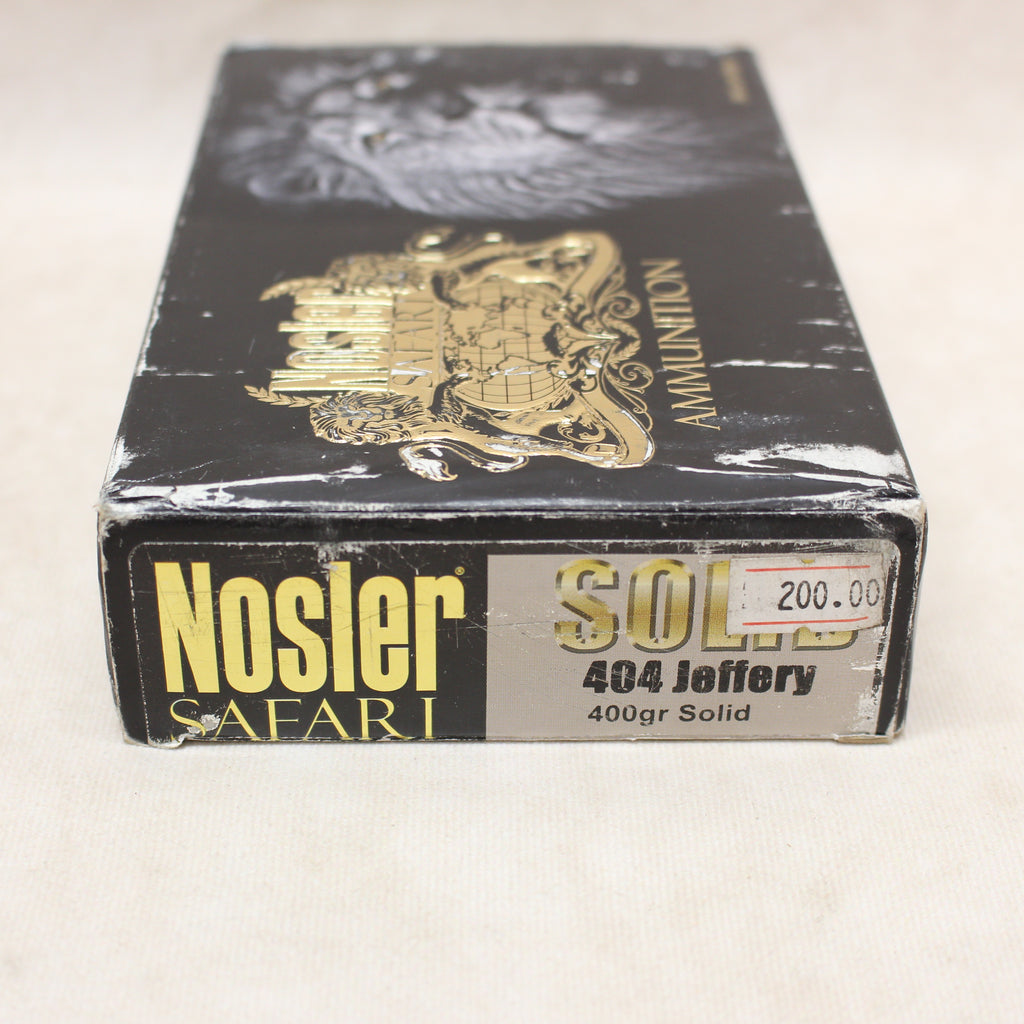 Nosler
SAFARI
AMMUNITION
Nosler®
SAFARI
SOLID
200.00
404 Jeffery
400gr Solid